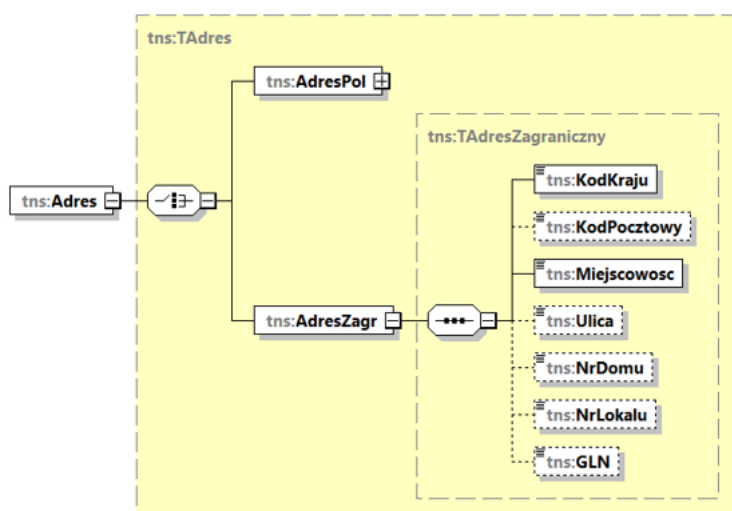 tns:TAdres
tns:AdresPol
tns:TAdresZagraniczny
tns:KodKraju
tns:KodPocztowy
tns:Adres
tns:Miejscowosc
tns:AdresZagr
tns:Ulica
tns:NrDomu
tns:NrLokalu
tns:GLN